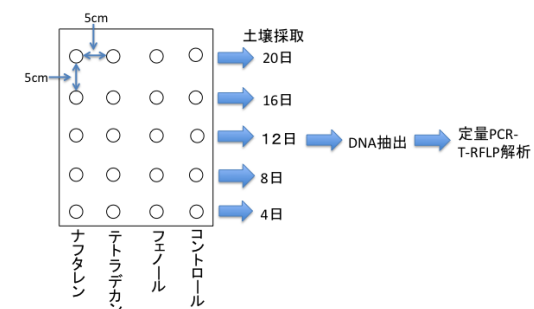 5cm
土壌採取
20日
5cm
16日
12日
DNA抽出
定量PCR-
T-RFLP解析
8日
4日
ナフタレン
テトラデカン
フェノール
コントロール